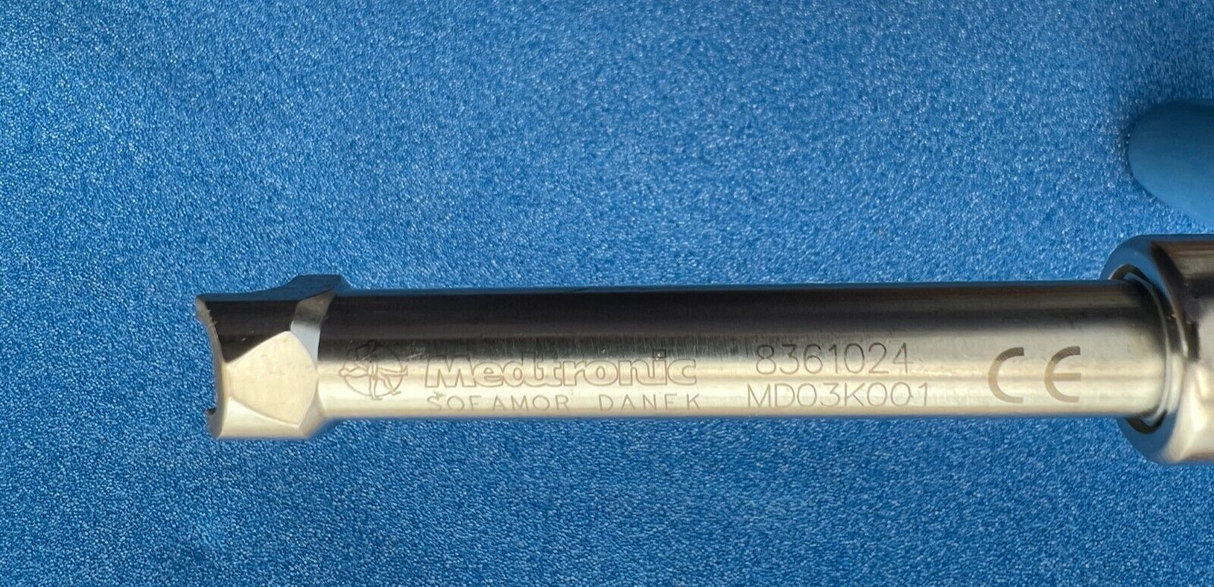 Medtronic 8361024 CE
SOFAMOR DANEK MD03K001